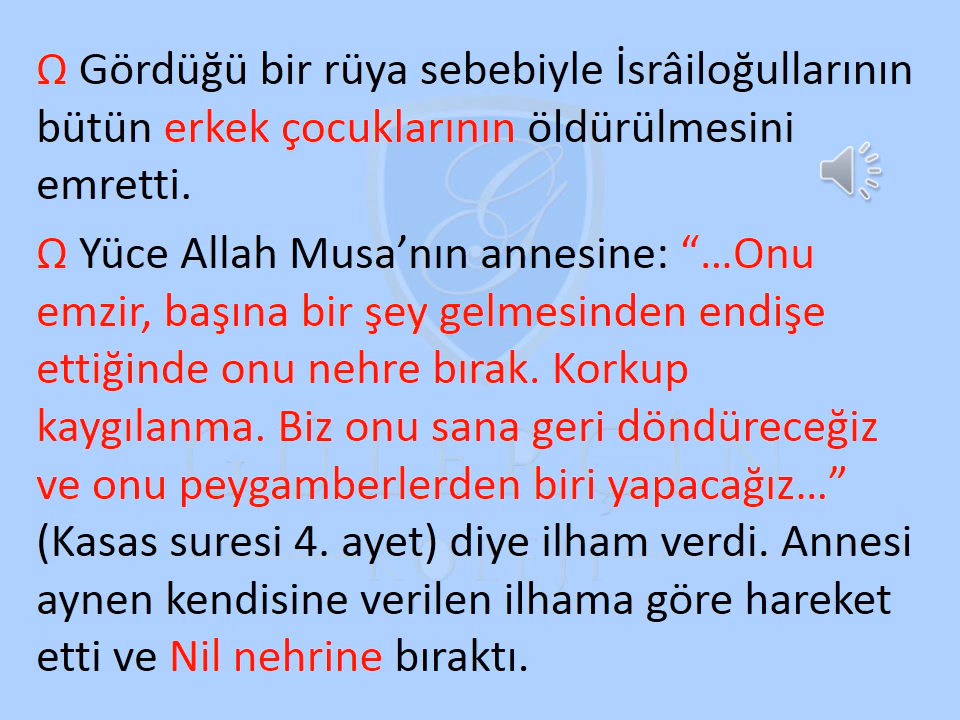 Ω Gördüğü bir rüya sebebiyle İsrâiloğullarının
bütün erkek çocuklarının öldürülmesini
emretti.
Ω Yüce Allah Musa’nın annesine: “…Onu
emzir, başına bir şey gelmesinden endişe
ettiğinde onu nehre bırak. Korkup
kaygılanma. Biz onu sana geri döndüreceğiz
ve onu peygamberlerden biri yapacağız…”
(Kasas suresi 4. ayet) diye ilham verdi. Annesi
aynen kendisine verilen ilhama göre hareket
etti ve Nil nehrine bıraktı.